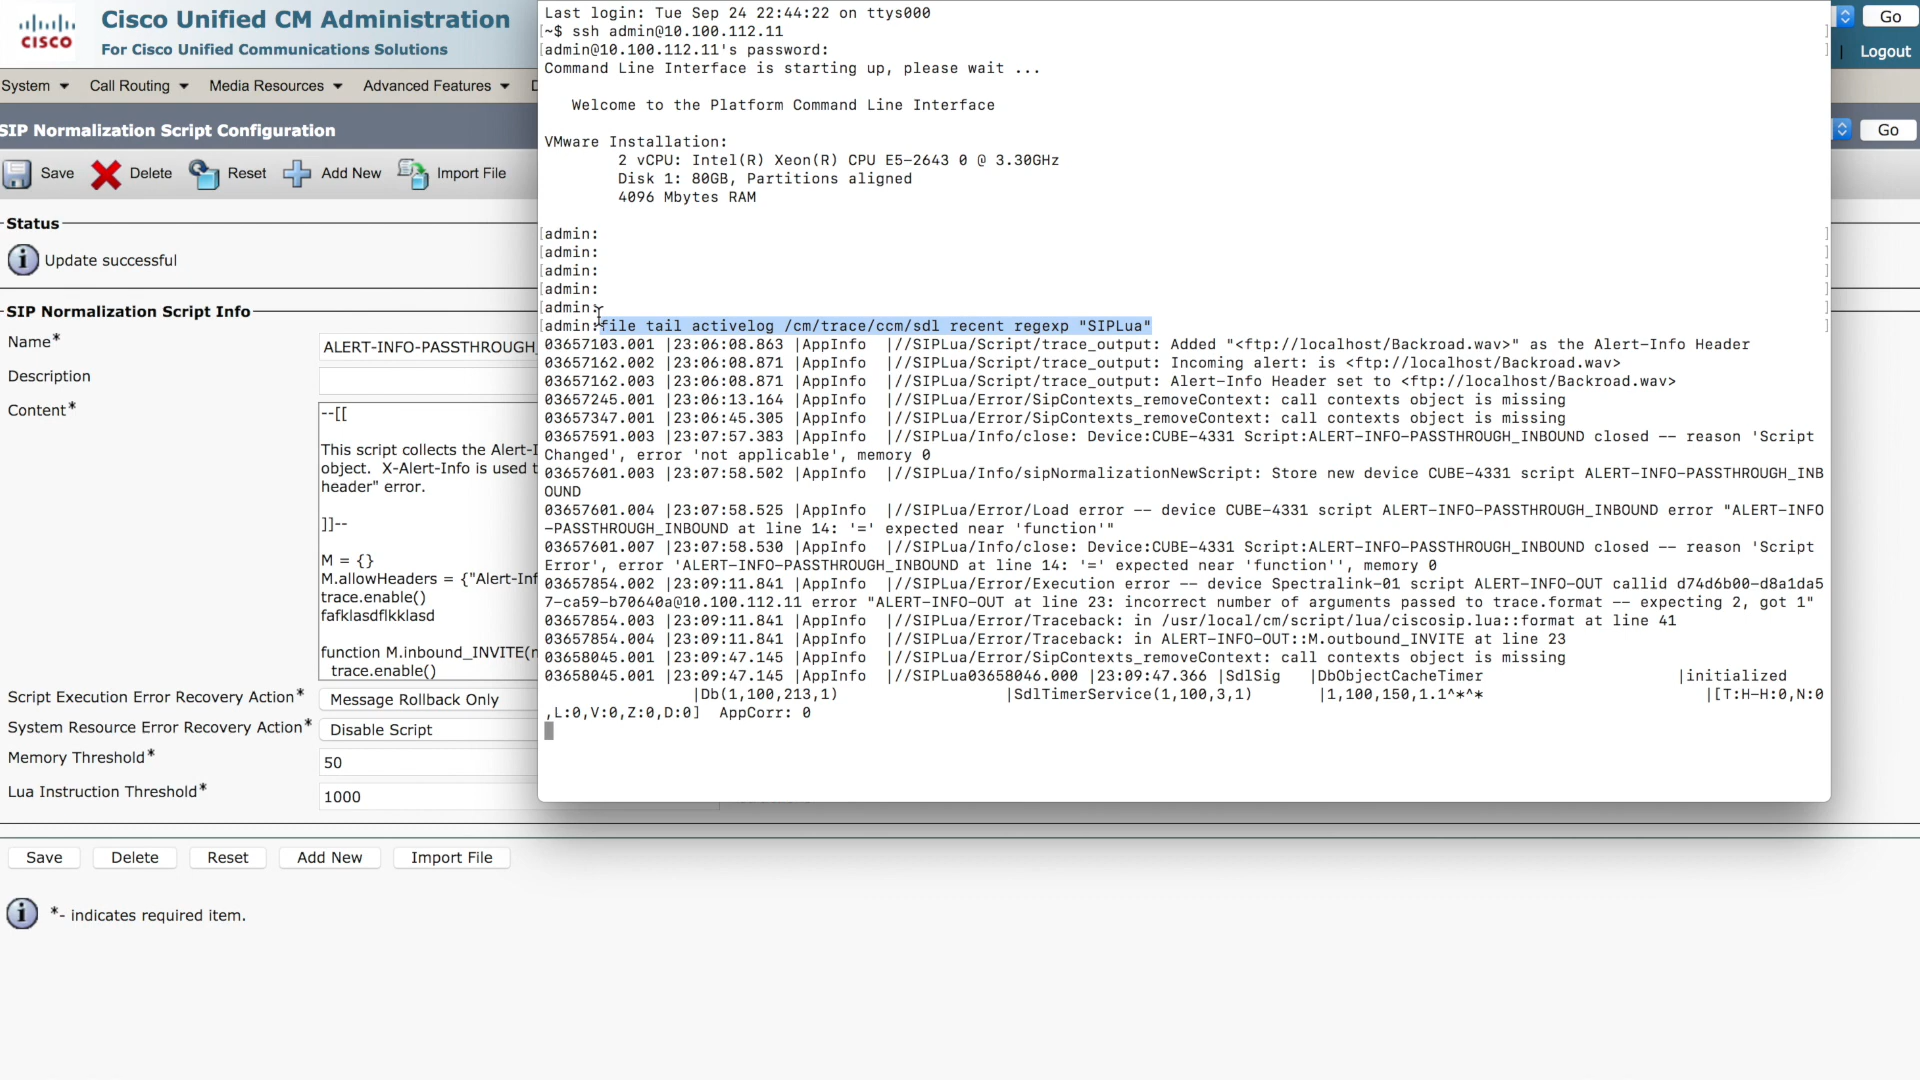 CISCO
Cisco Unified CM Administration
For Cisco Unified Communications Solutions
Go
Logout
System
Call Routing
Media Resources
Advanced Features
SIP Normalization Script Configuration
Go
Save
Delete
Reset
Add New
Import File
Status
Update successful
SIP Normalization Script Info
Name*
ALERT-INFO-PASSTHROUGH_
Description
Content*
--[[
This script collects the Alert-I
object.  X-Alert-Info is used t
header" error.
]]--
M = {}
M.allowHeaders = {"Alert-Inf
trace.enable()
fafklasdflkklasd
function M.inbound_INVITE(
trace.enable()
Script Execution Error Recovery Action*
Message Rollback Only
System Resource Error Recovery Action*
Disable Script
Memory Threshold*
50
Lua Instruction Threshold*
1000
Save
Delete
Reset
Add New
Import File
*- indicates required item.
Last login: Tue Sep 24 22:44:22 on ttys000
[~$ ssh admin@10.100.112.11 ]
[admin@10.100.112.11's password: ]
Command Line Interface is starting up, please wait ...
Welcome to the Platform Command Line Interface
VMware Installation:
2 vCPU: Intel(R) Xeon(R) CPU E5-2643 0 @ 3.30GHz
Disk 1: 80GB, Partitions aligned
4096 Mbytes RAM
[admin: ]
[admin: ]
[admin: ]
[admin: ]
[admin: ]
[admin:file tail activelog /cm/trace/ccm/sdl recent regexp "SIPLua" ]
03657103.001 |23:06:08.863 |AppInfo  |//SIPLua/Script/trace_output: Added "<ftp://localhost/Backroad.wav>" as the Alert-Info Header
03657162.002 |23:06:08.871 |AppInfo  |//SIPLua/Script/trace_output: Incoming alert: is <ftp://localhost/Backroad.wav>
03657162.003 |23:06:08.871 |AppInfo  |//SIPLua/Script/trace_output: Alert-Info Header set to <ftp://localhost/Backroad.wav>
03657245.001 |23:06:13.164 |AppInfo  |//SIPLua/Error/SipContexts_removeContext: call contexts object is missing
03657347.001 |23:06:45.305 |AppInfo  |//SIPLua/Error/SipContexts_removeContext: call contexts object is missing
03657591.003 |23:07:57.383 |AppInfo  |//SIPLua/Info/close: Device:CUBE-4331 Script:ALERT-INFO-PASSTHROUGH_INBOUND closed -- reason 'Script
Changed', error 'not applicable', memory 0
03657601.003 |23:07:58.502 |AppInfo  |//SIPLua/Info/sipNormalizationNewScript: Store new device CUBE-4331 script ALERT-INFO-PASSTHROUGH_INB
OUND
03657601.004 |23:07:58.525 |AppInfo  |//SIPLua/Error/Load error -- device CUBE-4331 script ALERT-INFO-PASSTHROUGH_INBOUND error "ALERT-INFO
-PASSTHROUGH_INBOUND at line 14: '=' expected near 'function'"
03657601.007 |23:07:58.530 |AppInfo  |//SIPLua/Info/close: Device:CUBE-4331 Script:ALERT-INFO-PASSTHROUGH_INBOUND closed -- reason 'Script
Error', error 'ALERT-INFO-PASSTHROUGH_INBOUND at line 14: '=' expected near 'function'', memory 0
03657854.002 |23:09:11.841 |AppInfo  |//SIPLua/Error/Execution error -- device Spectralink-01 script ALERT-INFO-OUT callid d74d6b00-d8a1da5
7-ca59-b70640a@10.100.112.11 error "ALERT-INFO-OUT at line 23: incorrect number of arguments passed to trace.format -- expecting 2, got 1"
03657854.003 |23:09:11.841 |AppInfo  |//SIPLua/Error/Traceback: in /usr/local/cm/script/lua/ciscosip.lua::format at line 41
03657854.004 |23:09:11.841 |AppInfo  |//SIPLua/Error/Traceback: in ALERT-INFO-OUT::M.outbound_INVITE at line 23
03658045.001 |23:09:47.145 |AppInfo  |//SIPLua/Error/SipContexts_removeContext: call contexts object is missing
03658045.001 |23:09:47.145 |AppInfo  |//SIPLua03658046.000 |23:09:47.366 |SdlSig   |DbObjectCacheTimer |initialized
|Db(1,100,213,1) |SdlTimerService(1,100,3,1) |1,100,150,1.1^*^* |[T:H-H:0,N:0
,L:0,V:0,Z:0,D:0]  AppCorr: 0